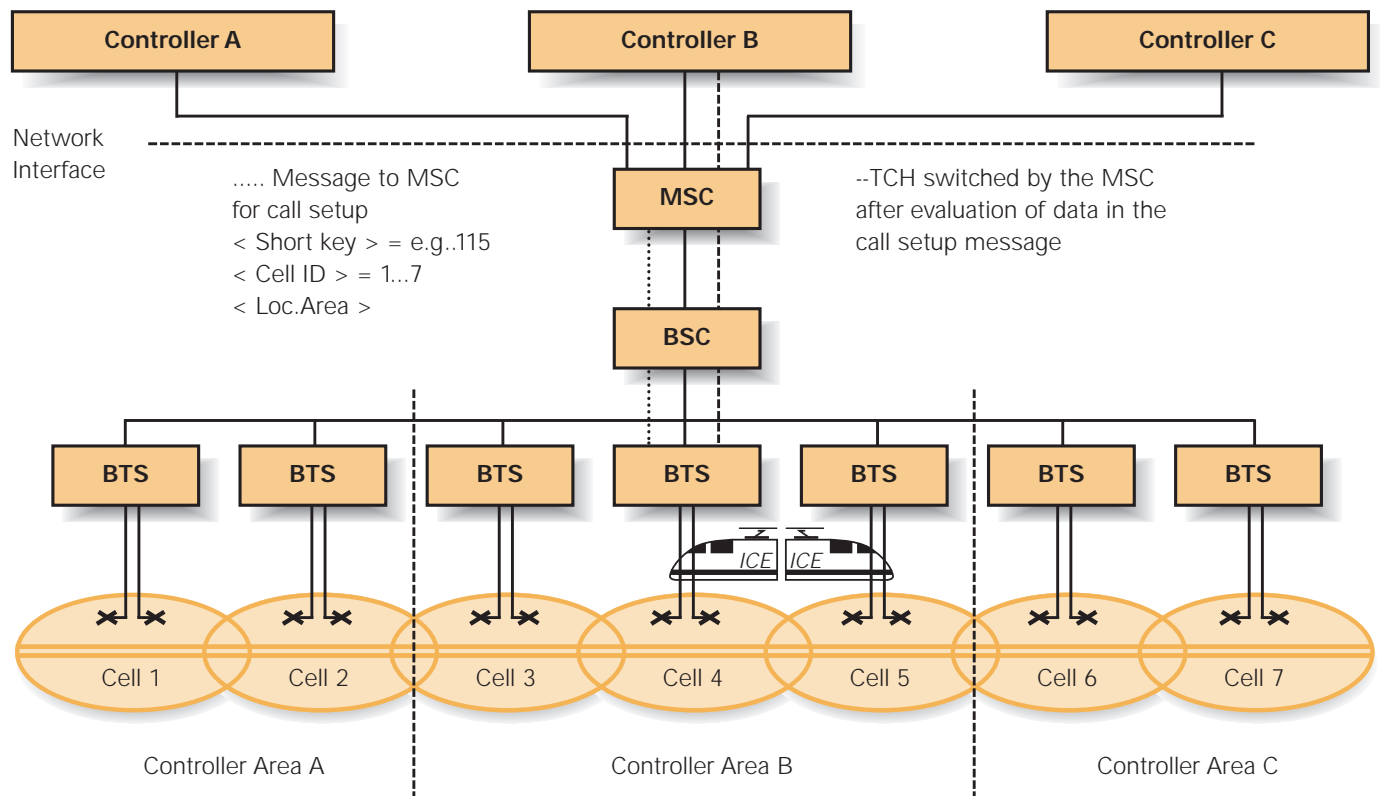 Controller A
Controller B
Controller C
Network
Interface
..... Message to MSC
for call setup
< Short key > = e.g..115
< Cell ID > = 1...7
< Loc.Area >
MSC
--TCH switched by the MSC
after evaluation of data in the
call setup message
BSC
BTS
BTS
BTS
BTS
BTS
BTS
BTS
ICE
ICE
Cell 1
Cell 2
Cell 3
Cell 4
Cell 5
Cell 6
Cell 7
Controller Area A
Controller Area B
Controller Area C